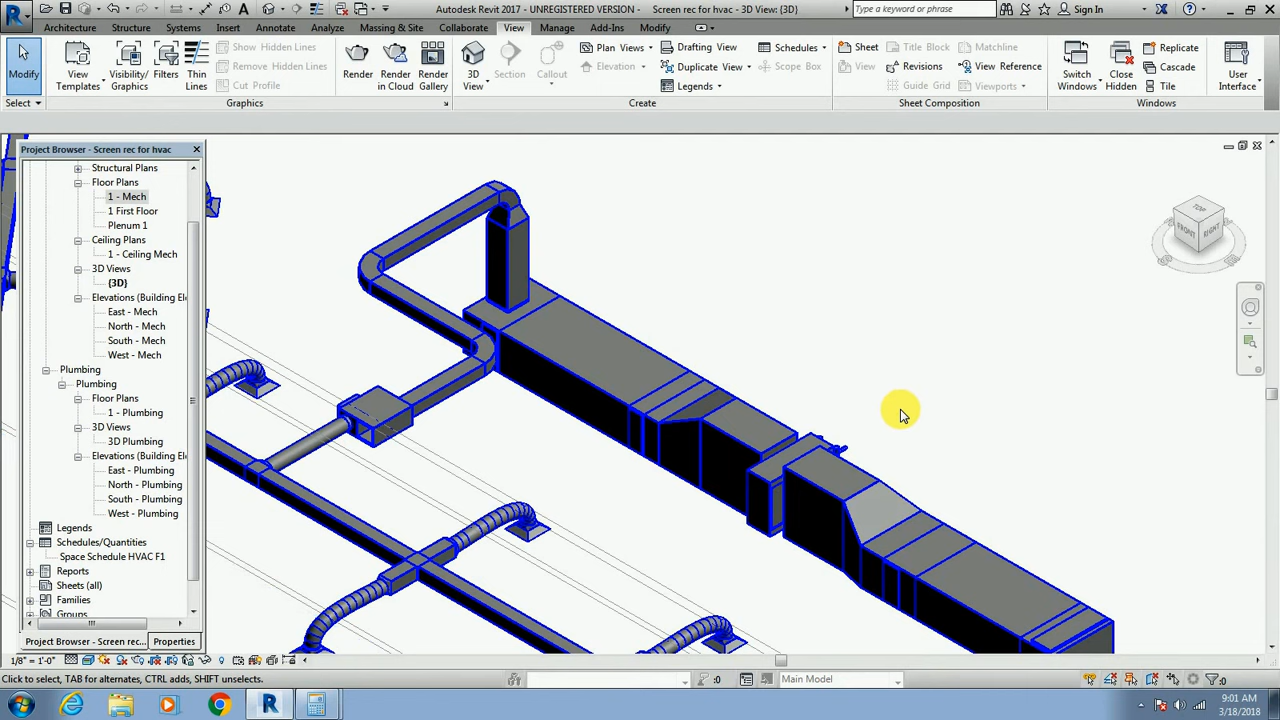 Autodesk Revit 2017 - UNREGISTERED VERSION - Screen rec for hvac - 3D View: {3D}
Type a keyword or phrase
Sign In
Architecture Structure Systems Insert Annotate Analyze Massing & Site Collaborate View Manage Add-Ins Modify
Modify
Select
View Templates
Visibility/ Graphics
Filters
Thin Lines
Show Hidden Lines
Remove Hidden Lines
Cut Profile
Graphics
Render
Render in Cloud
Render Gallery
3D View
Section
Callout
Plan Views
Elevation
Drafting View
Duplicate View
Legends
Schedules
Scope Box
Create
Sheet
View
Title Block
Revisions
Guide Grid
Matchline
View Reference
Viewports
Sheet Composition
Switch Windows
Close Hidden
Replicate
Cascade
Tile
Windows
User Interface
Project Browser - Screen rec for hvac
Structural Plans
Floor Plans
1 - Mech
1 First Floor
Plenum 1
Ceiling Plans
1 - Ceiling Mech
3D Views
{3D}
Elevations (Building El
East - Mech
North - Mech
South - Mech
West - Mech
Plumbing
Plumbing
Floor Plans
1 - Plumbing
3D Views
3D Plumbing
Elevations (Building El
East - Plumbing
North - Plumbing
South - Plumbing
West - Plumbing
Legends
Schedules/Quantities
Space Schedule HVAC F1
Reports
Sheets (all)
Families
Groups
Project Browser - Screen rec...
Properties
TOP
FRONT
RIGHT
1/8" = 1'-0"
Click to select, TAB for alternates, CTRL adds, SHIFT unselects.
:0
Main Model
:0
9:01 AM
3/18/2018